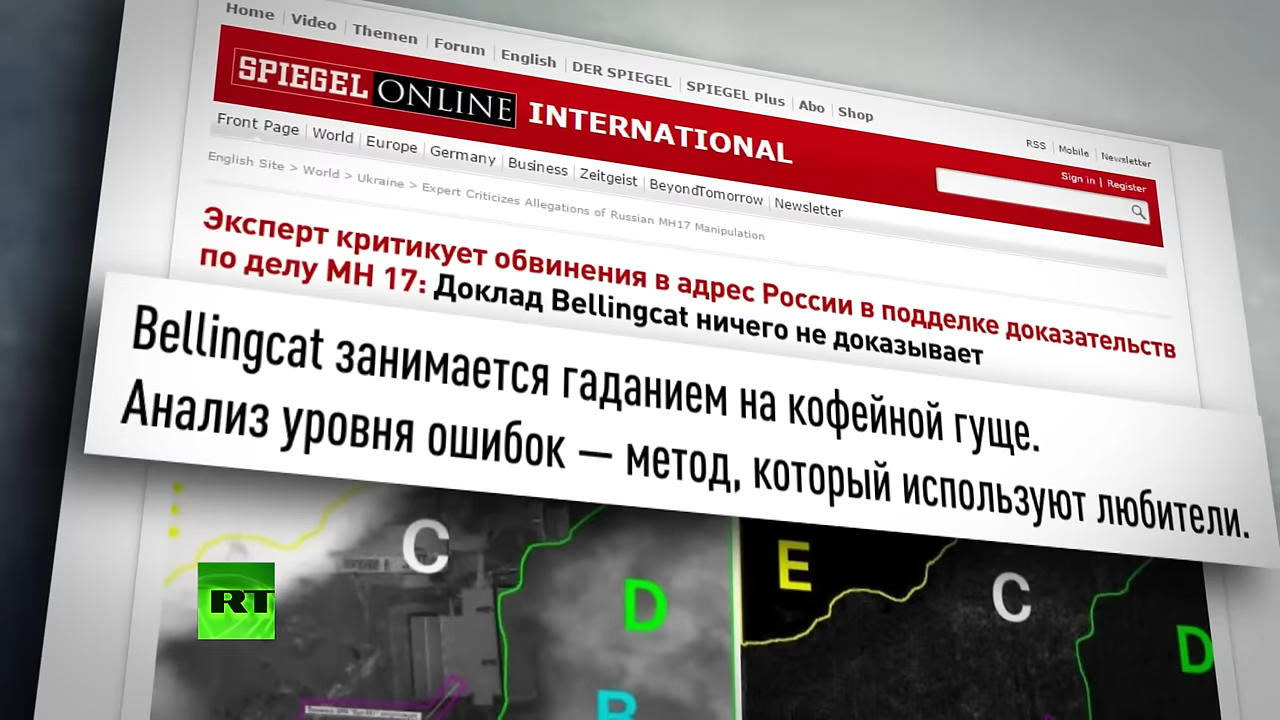 Home | Video | Themen | Forum | English | DER SPIEGEL | SPIEGEL Plus | Abo | Shop
RSS | Mobile | Newsletter
SPIEGEL ONLINE INTERNATIONAL
Sign in | Register
Front Page | World | Europe | Germany | Business | Zeitgeist | BeyondTomorrow | Newsletter
English Site > World > Ukraine > Expert Criticizes Allegations of Russian MH17 Manipulation
Эксперт критикует обвинения в адрес России в подделке доказательств
по делу МН 17: Доклад Bellingcat ничего не доказывает
Bellingcat занимается гаданием на кофейной гуще.
Анализ уровня ошибок — метод, который используют любители.
C
E
C
D
D
RT
B